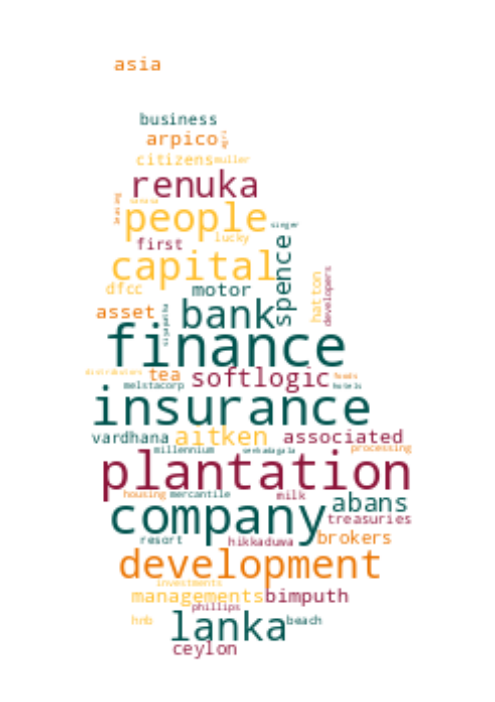 asia
business
arpico
citizens muller
renuka
people
singer
first lucky
capital spence
dfcc motor hatton developers
asset bank
finance
distributors tea softlogic foods
melstacorp hotels
insurance
vardhana aitken associated
millennium senkadagala processing
plantation
housing mercantile milk
company abans
treasuries
resort hikkaduwa brokers
development
investments
managements bimputh
phillips
hnb lanka beach
ceylon